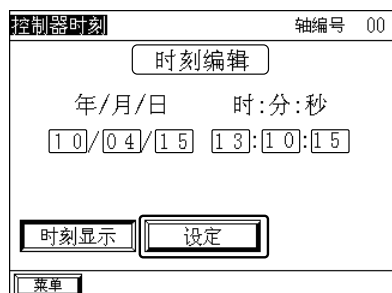 控制器时刻 轴编号 00
时刻编辑
年/月/日 时:分:秒
10/04/15 13:10:15
时刻显示 设定
菜单